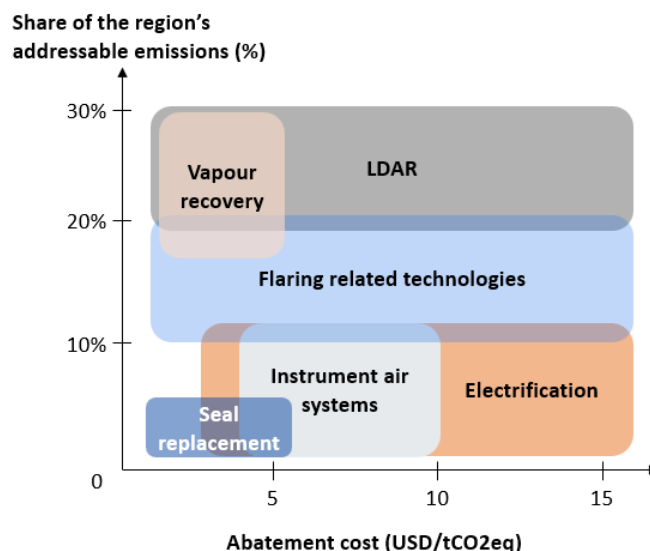 Share of the region's
addressable emissions (%)
30%
Vapour
recovery
LDAR
20%
Flaring related technologies
10%
Instrument air
systems
Electrification
Seal
replacement
0
5
10
15
Abatement cost (USD/tCO2eq)